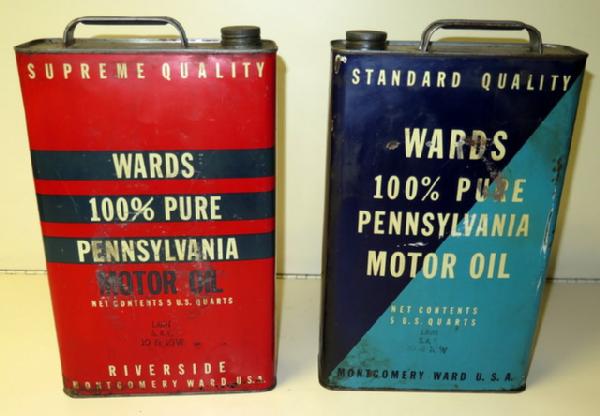 SUPREME QUALITY
WARDS
100% PURE
PENNSYLVANIA
MOTOR OIL
NET CONTENTS 5 U.S. QUARTS
S.A.E.
RIVERSIDE
MONTGOMERY WARD U.S.A.
STANDARD QUALITY
WARDS
100% PURE
PENNSYLVANIA
MOTOR OIL
NET CONTENTS
5 U.S. QUARTS
MONTGOMERY WARD U.S.A.